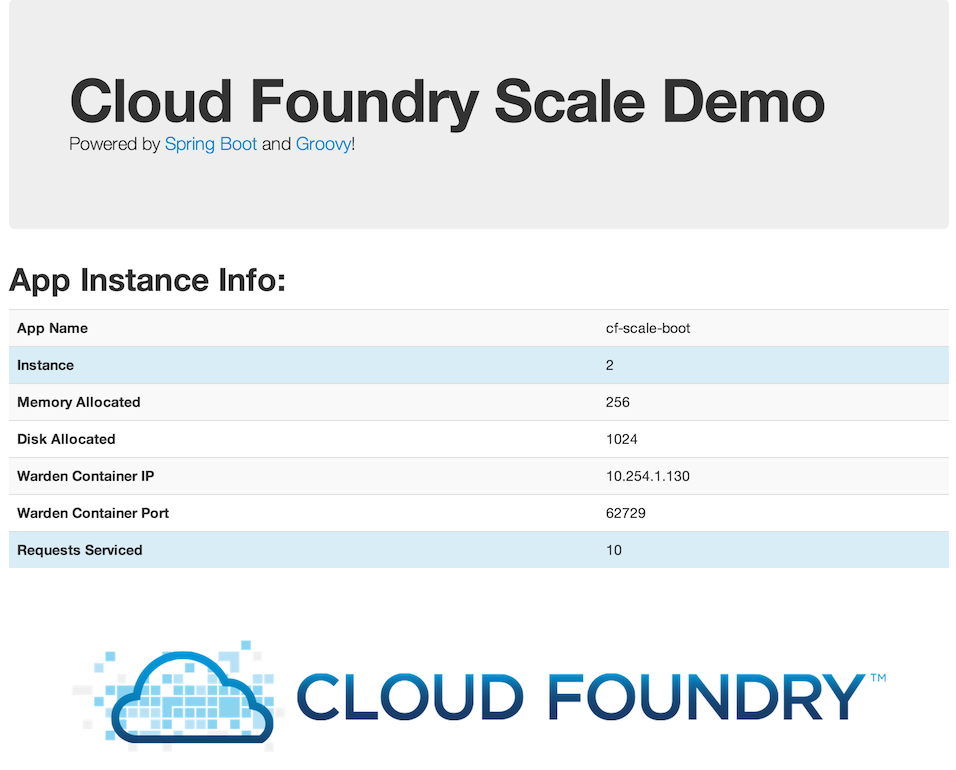 Cloud Foundry Scale Demo
Powered by Spring Boot and Groovy!
App Instance Info:
App Name cf-scale-boot
Instance 2
Memory Allocated 256
Disk Allocated 1024
Warden Container IP 10.254.1.130
Warden Container Port 62729
Requests Serviced 10
CLOUD FOUNDRY™